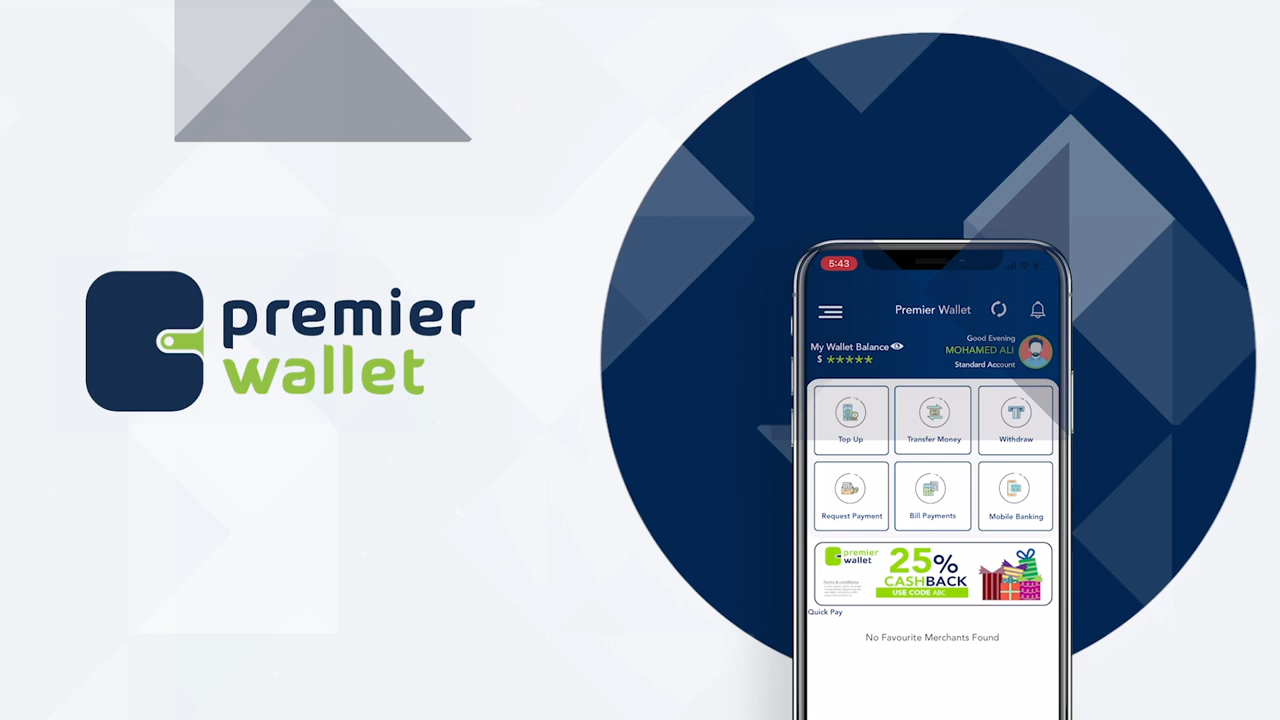 premier
wallet
5:43
Premier Wallet
Good Evening
My Wallet Balance
MOHAMED ALI
$ *****
Standard Account
Top Up
Transfer Money
Withdraw
Request Payment
Bill Payments
Mobile Banking
premier
wallet
25%
CASHBACK
USE CODE ABC
Terms & conditions
Quick Pay
No Favourite Merchants Found